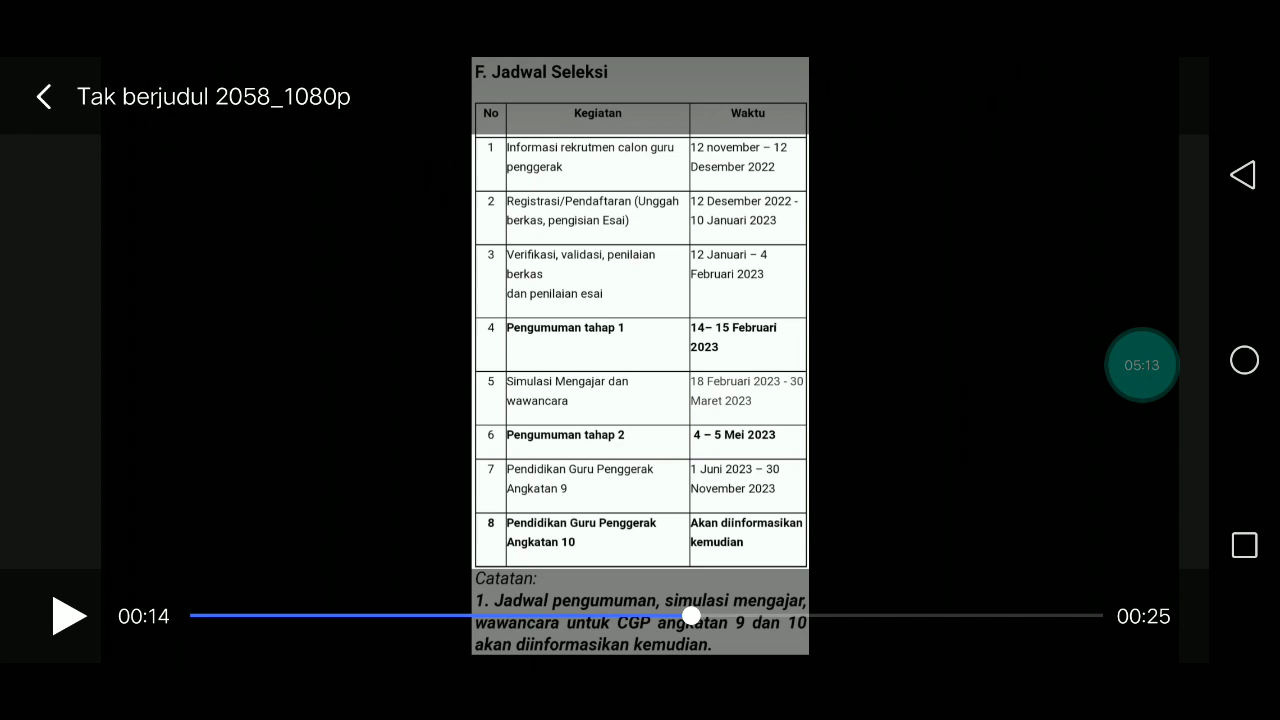 F. Jadwal Seleksi
Tak berjudul 2058_1080p
No Kegiatan Waktu
1 Informasi rekrutmen calon guru 12 november – 12
penggerak Desember 2022
2 Registrasi/Pendaftaran (Unggah 12 Desember 2022 -
berkas, pengisian Esai) 10 Januari 2023
3 Verifikasi, validasi, penilaian 12 Januari – 4
berkas Februari 2023
dan penilaian esai
4 Pengumuman tahap 1 14– 15 Februari
2023
05:13
5 Simulasi Mengajar dan 18 Februari 2023 - 30
wawancara Maret 2023
6 Pengumuman tahap 2 4 – 5 Mei 2023
7 Pendidikan Guru Penggerak 1 Juni 2023 – 30
Angkatan 9 November 2023
8 Pendidikan Guru Penggerak Akan diinformasikan
Angkatan 10 kemudian
Catatan:
1. Jadwal pengumuman, simulasi mengajar,
00:14 00:25
wawancara untuk CGP angkatan 9 dan 10
akan diinformasikan kemudian.